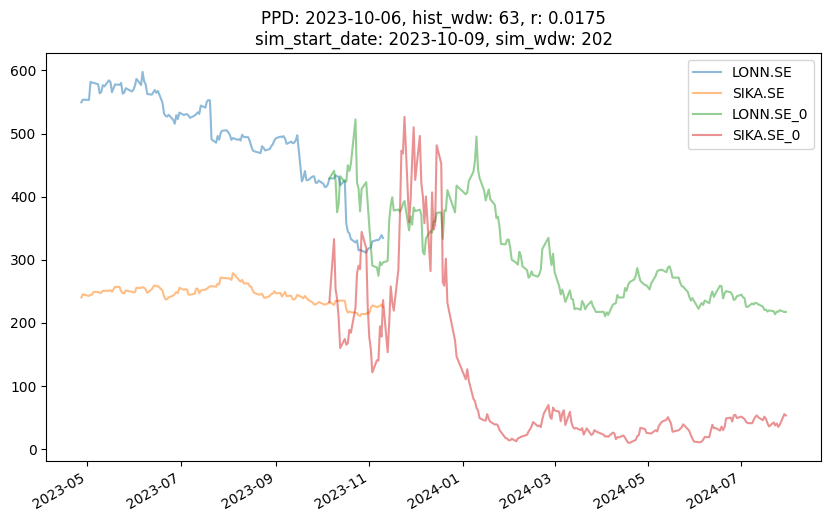 PPD: 2023-10-06, hist_wdw: 63, r: 0.0175
sim_start_date: 2023-10-09, sim_wdw: 202
LONN.SE
SIKA.SE
LONN.SE_0
SIKA.SE_0
600
500
400
300
200
100
0
2023-05
2023-07
2023-09
2023-11
2024-01
2024-03
2024-05
2024-07